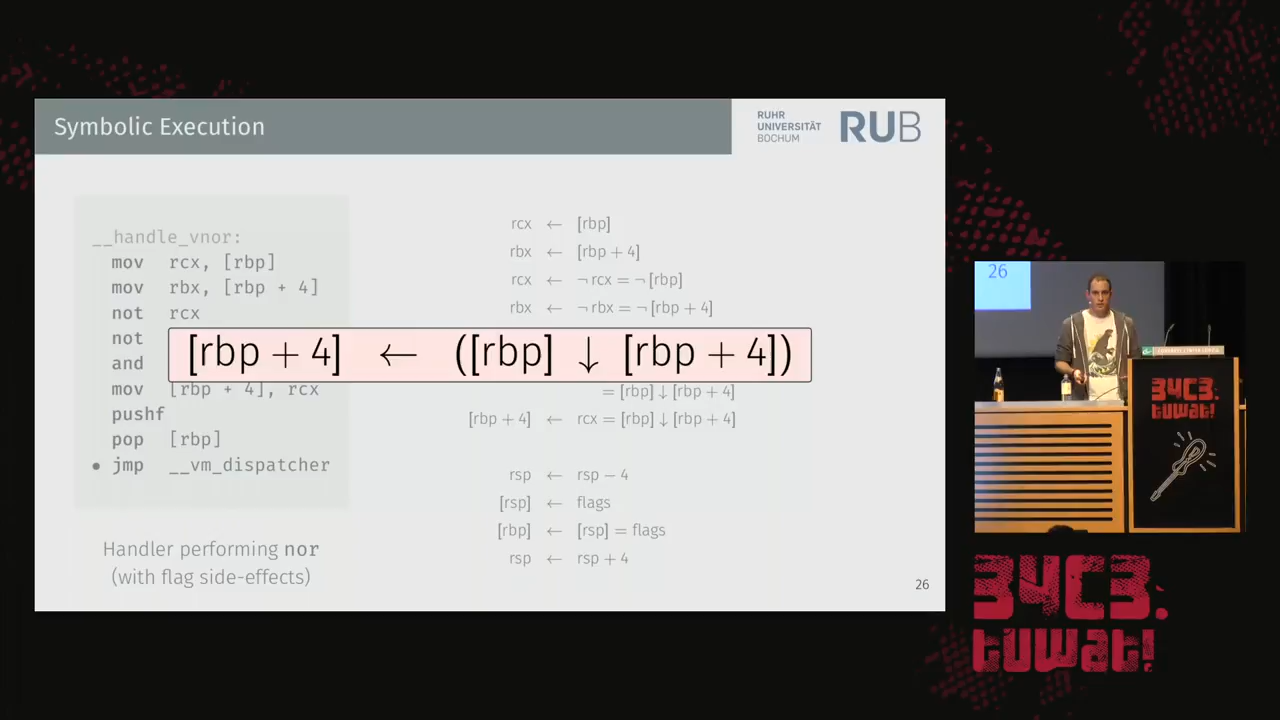 Symbolic Execution
RUHR
UNIVERSITÄT
BOCHUM
RUB
__handle_vnor:
mov rcx, [rbp]
mov rbx, [rbp + 4]
not rcx
not
and
mov [rbp + 4], rcx
pushf
pop [rbp]
• jmp __vm_dispatcher
Handler performing nor
(with flag side-effects)
rcx ← [rbp]
rbx ← [rbp + 4]
rcx ← ¬ rcx = ¬ [rbp]
rbx ← ¬ rbx = ¬ [rbp + 4]
[rbp + 4] ← ([rbp] ↓ [rbp + 4])
= [rbp] ↓ [rbp + 4]
[rbp + 4] ← rcx = [rbp] ↓ [rbp + 4]
rsp ← rsp − 4
[rsp] ← flags
[rbp] ← [rsp] = flags
rsp ← rsp + 4
26
26
34C3.
tuwat!
34C3.
tuwat!